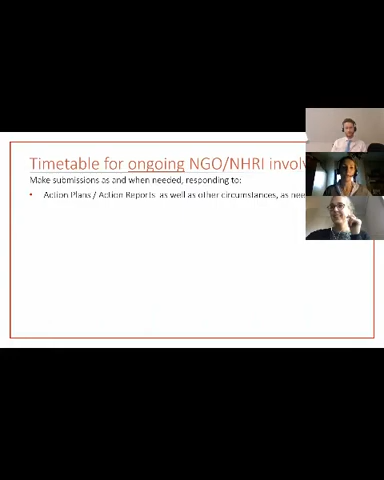 Timetable for ongoing NGO/NHRI
Make submissions as and when needed, responding to:
• Action Plans / Action Reports as well as other circumstances, as